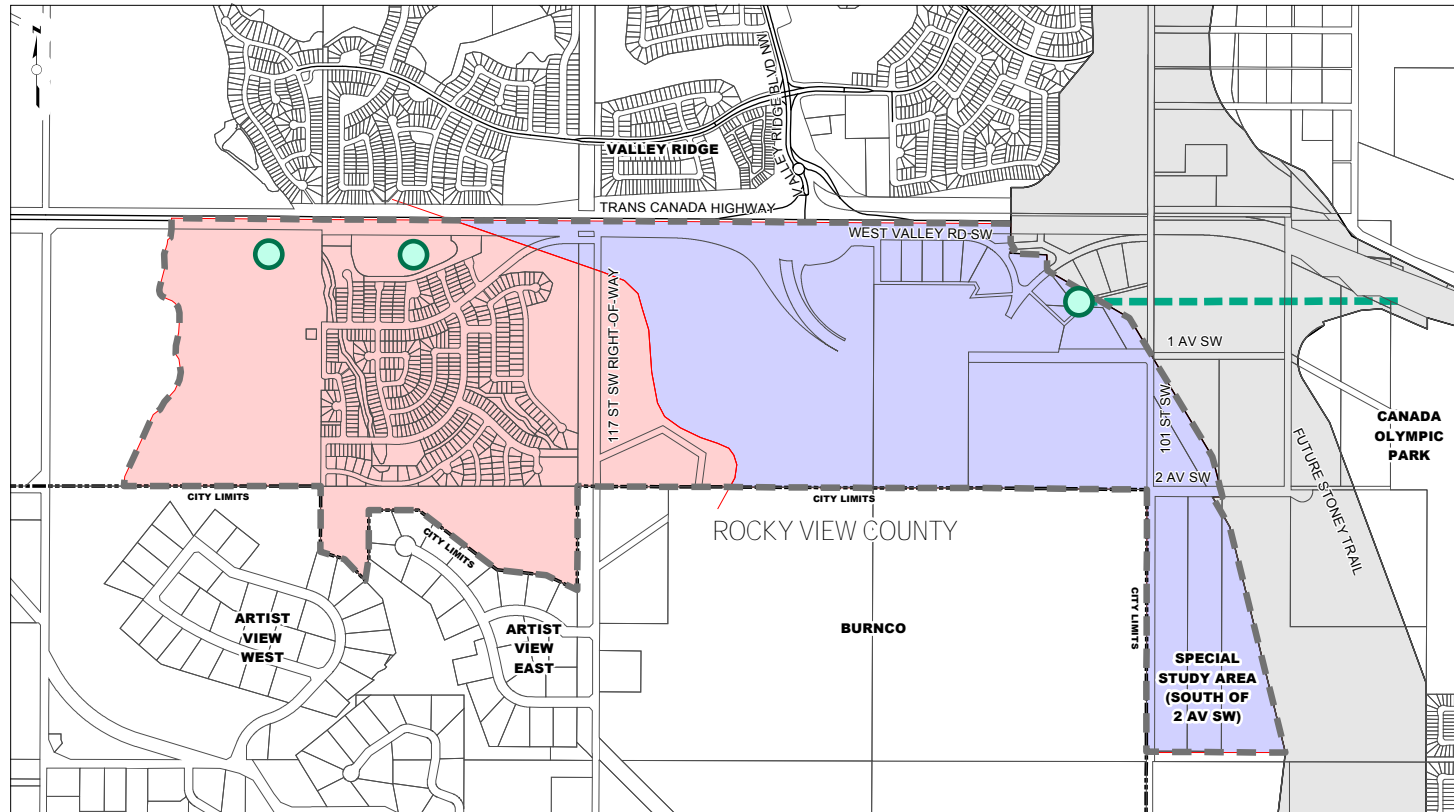 N
VALLEY RIDGE BLVD NW
VALLEY RIDGE
TRANS CANADA HIGHWAY
WEST VALLEY RD SW
117 ST SW RIGHT-OF-WAY
1 AV SW
101 ST SW
CANADA
OLYMPIC
PARK
FUTURE STONEY TRAIL
2 AV SW
CITY LIMITS
CITY LIMITS
CITY LIMITS
ROCKY VIEW COUNTY
CITY LIMITS
ARTIST
VIEW
WEST
ARTIST
VIEW
EAST
BURNCO
SPECIAL
STUDY AREA
(SOUTH OF
2 AV SW)